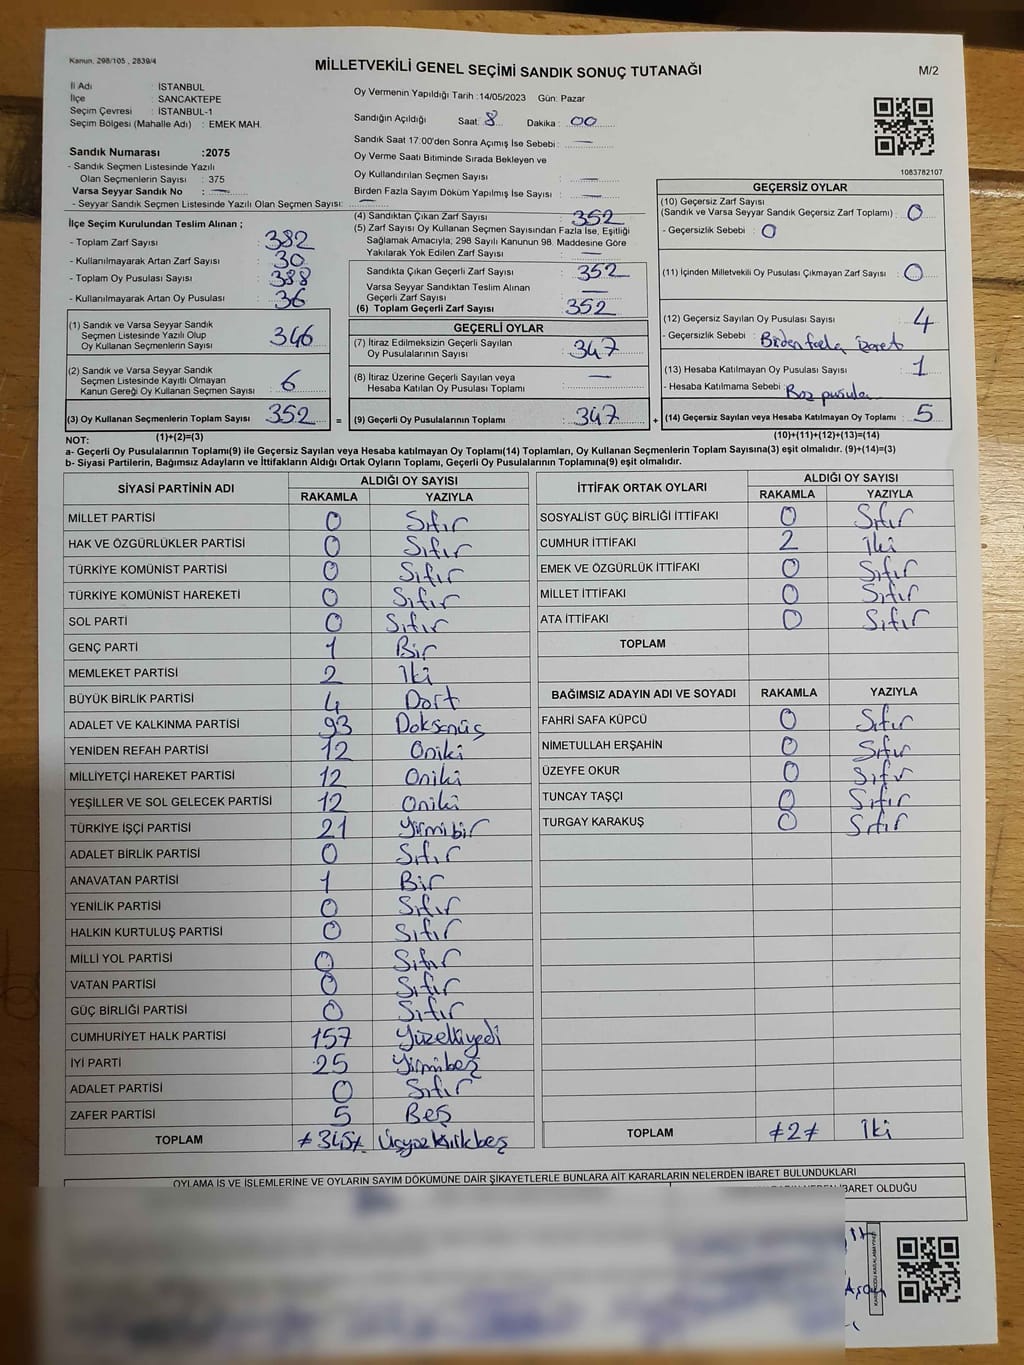 Kanun. 298/105 , 2839/4
MİLLETVEKİLİ GENEL SEÇİMİ SANDIK SONUÇ TUTANAĞI
M/2
İl Adı : İSTANBUL
İlçe : SANCAKTEPE
Seçim Çevresi : İSTANBUL-1
Seçim Bölgesi (Mahalle Adı) : EMEK MAH.
Sandık Numarası :2075
- Sandık Seçmen Listesinde Yazılı
Olan Seçmenlerin Sayısı : 375
Varsa Seyyar Sandık No : —
- Seyyar Sandık Seçmen Listesinde Yazılı Olan Seçmen Sayısı: —
Oy Vermenin Yapıldığı Tarih :14/05/2023 Gün: Pazar
Sandığın Açıldığı Saat: 8 Dakika : 00
Sandık Saat 17:00'den Sonra Açımış İse Sebebi : —
Oy Verme Saati Bitiminde Sırada Bekleyen ve
Oy Kullandırılan Seçmen Sayısı : —
Birden Fazla Sayım Döküm Yapılmış İse Sayısı : —
1083782107
İlçe Seçim Kurulundan Teslim Alınan ;
- Toplam Zarf Sayısı : 382
- Kullanılmayarak Artan Zarf Sayısı : 30
- Toplam Oy Pusulası Sayısı : 388
- Kullanılmayarak Artan Oy Pusulası : 36
(1) Sandık ve Varsa Seyyar Sandık
Seçmen Listesinde Yazılı Olup
Oy Kullanan Seçmenlerin Sayısı : 346
(2) Sandık ve Varsa Seyyar Sandık
Seçmen Listesinde Kayıtlı Olmayan
Kanun Gereği Oy Kullanan Seçmen Sayısı : 6
(3) Oy Kullanan Seçmenlerin Toplam Sayısı : 352
(4) Sandıktan Çıkan Zarf Sayısı : 352
(5) Zarf Sayısı Oy Kullanan Seçmen Sayısından Fazla İse, Eşitliği
Sağlamak Amacıyla, 298 Sayılı Kanunun 98. Maddesine Göre
Yakılarak Yok Edilen Zarf Sayısı : —
Sandıkta Çıkan Geçerli Zarf Sayısı : 352
Varsa Seyyar Sandıktan Teslim Alınan
Geçerli Zarf Sayısı : —
(6) Toplam Geçerli Zarf Sayısı : 352
GEÇERLİ OYLAR
(7) İtiraz Edilmeksizin Geçerli Sayılan
Oy Pusulalarının Sayısı : 347
(8) İtiraz Üzerine Geçerli Sayılan veya
Hesaba Katılan Oy Pusulası Toplamı : —
= (9) Geçerli Oy Pusulalarının Toplamı : 347
GEÇERSİZ OYLAR
(10) Geçersiz Zarf Sayısı
(Sandık ve Varsa Seyyar Sandık Geçersiz Zarf Toplamı) : 0
- Geçersizlik Sebebi : 0
(11) İçinden Milletvekili Oy Pusulası Çıkmayan Zarf Sayısı : 0
(12) Geçersiz Sayılan Oy Pusulası Sayısı : 4
- Geçersizlik Sebebi : Birden fazla işaret
(13) Hesaba Katılmayan Oy Pusulası Sayısı : 1
- Hesaba Katılmama Sebebi : Boş pusula
+ (14) Geçersiz Sayılan veya Hesaba Katılmayan Oy Toplamı : 5
NOT: (1)+(2)=(3) (10)+(11)+(12)+(13)=(14)
a- Geçerli Oy Pusulalarının Toplamı(9) ile Geçersiz Sayılan veya Hesaba katılmayan Oy Toplamı(14) Toplamları, Oy Kullanan Seçmenlerin Toplam Sayısına(3) eşit olmalıdır. (9)+(14)=(3)
b- Siyasi Partilerin, Bağımsız Adayların ve İttifakların Aldığı Ortak Oyların Toplamı, Geçerli Oy Pusulalarının Toplamına(9) eşit olmalıdır.
SİYASİ PARTİNİN ADI ALDIĞI OY SAYISI
RAKAMLA YAZIYLA
MİLLET PARTİSİ 0 Sıfır
HAK VE ÖZGÜRLÜKLER PARTİSİ 0 Sıfır
TÜRKİYE KOMÜNİST PARTİSİ 0 Sıfır
TÜRKİYE KOMÜNİST HAREKETİ 0 Sıfır
SOL PARTİ 0 Sıfır
GENÇ PARTİ 1 Bir
MEMLEKET PARTİSİ 2 İki
BÜYÜK BİRLİK PARTİSİ 4 Dört
ADALET VE KALKINMA PARTİSİ 93 Doksanüç
YENİDEN REFAH PARTİSİ 12 Oniki
MİLLİYETÇİ HAREKET PARTİSİ 12 Oniki
YEŞİLLER VE SOL GELECEK PARTİSİ 12 Oniki
TÜRKİYE İŞÇİ PARTİSİ 21 Yirmibir
ADALET BİRLİK PARTİSİ 0 Sıfır
ANAVATAN PARTİSİ 1 Bir
YENİLİK PARTİSİ 0 Sıfır
HALKIN KURTULUŞ PARTİSİ 0 Sıfır
MİLLİ YOL PARTİSİ 0 Sıfır
VATAN PARTİSİ 0 Sıfır
GÜÇ BİRLİĞİ PARTİSİ 0 Sıfır
CUMHURİYET HALK PARTİSİ 157 Yüzelliyedi
İYİ PARTİ 25 Yirmibeş
ADALET PARTİSİ 0 Sıfır
ZAFER PARTİSİ 5 Beş
TOPLAM ≠345≠ Üçyüzkırkbeş
İTTİFAK ORTAK OYLARI ALDIĞI OY SAYISI
RAKAMLA YAZIYLA
SOSYALİST GÜÇ BİRLİĞİ İTTİFAKI 0 Sıfır
CUMHUR İTTİFAKI 2 İki
EMEK VE ÖZGÜRLÜK İTTİFAKI 0 Sıfır
MİLLET İTTİFAKI 0 Sıfır
ATA İTTİFAKI 0 Sıfır
TOPLAM
BAĞIMSIZ ADAYIN ADI VE SOYADI RAKAMLA YAZIYLA
FAHRİ SAFA KÜPCÜ 0 Sıfır
NİMETULLAH ERŞAHİN 0 Sıfır
ÜZEYFE OKUR 0 Sıfır
TUNCAY TAŞÇI 0 Sıfır
TURGAY KARAKUŞ 0 Sıfır
TOPLAM ≠2≠ İki
OYLAMA İŞ VE İŞLEMLERİNE VE OYLARIN SAYIM DÖKÜMÜNE DAİR ŞİKAYETLERLE BUNLARA AİT KARARLARIN NELERDEN İBARET BULUNDUKLARI
İBARET OLDUĞU